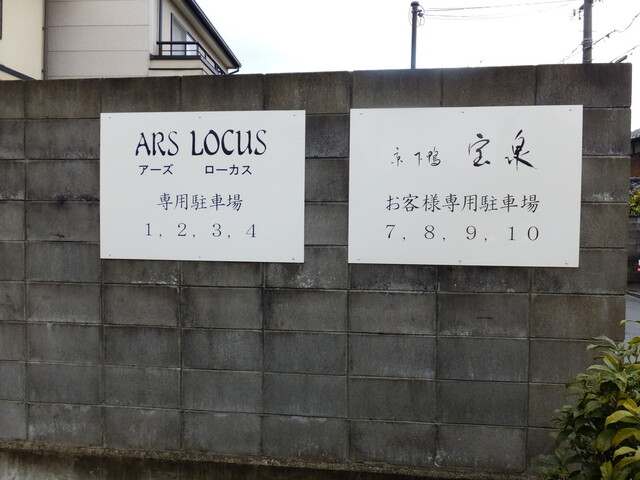 ARS LOCUS
アーズ ローカス
専用駐車場
1, 2, 3, 4
京 下鴨 宝泉
お客様専用駐車場
7, 8, 9, 10